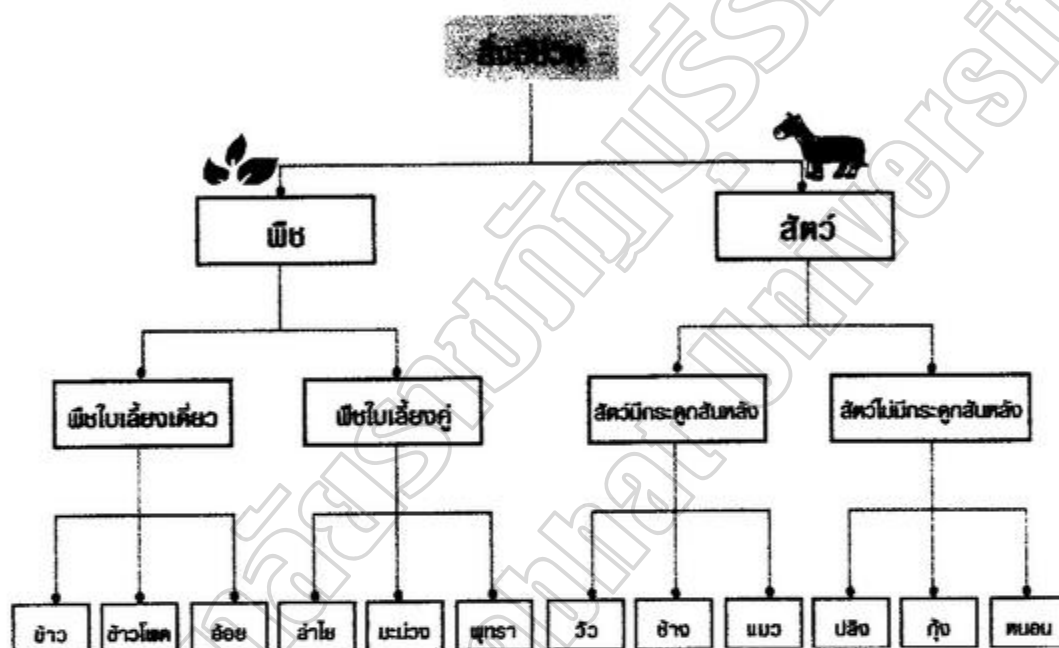 สิ่งมีชีวิต
พืช
สัตว์
พืชใบเลี้ยงเดี่ยว
พืชใบเลี้ยงคู่
สัตว์มีกระดูกสันหลัง
สัตว์ไม่มีกระดูกสันหลัง
ข้าว
ข้าวโพด
อ้อย
ลำไย
มะม่วง
พุทรา
วัว
ช้าง
แมว
ปลิง
กุ้ง
หนอน